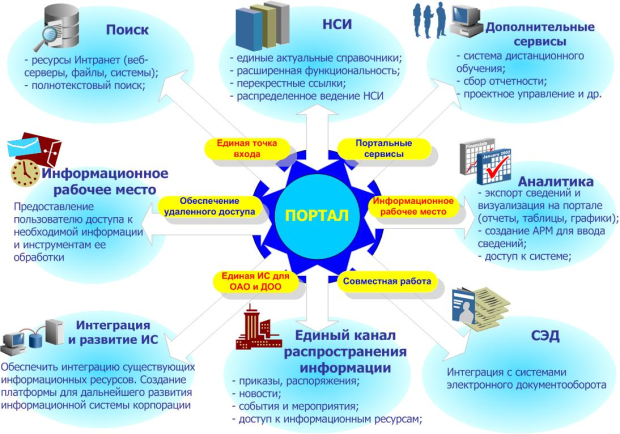 Поиск
- ресурсы Интранет (веб-
серверы, файлы, системы);
- полнотекстовый поиск;
НСИ
- единые актуальные справочники;
- расширенная функциональность;
- перекрестные ссылки;
- распределенное ведение НСИ
Дополнительные
сервисы
- система дистанционного
обучения;
- сбор отчетности;
- проектное управление и др.
Единая точка
входа
Портальные
сервисы
Информационное
рабочее место
Предоставление
пользователю доступа к
необходимой информации
и инструментам ее
обработки
Обеспечение
удаленного доступа
ПОРТАЛ
Информационное
рабочее место
January 2002
Аналитика
- экспорт сведений и
визуализация на портале
(отчеты, таблицы, графики);
- создание АРМ для ввода
сведений;
- доступ к системе;
Единая ИС для
ОАО и ДОО
Совместная работа
Интеграция
и развитие ИС
Обеспечить интеграцию существующих
информационных ресурсов. Создание
платформы для дальнейшего развития
информационной системы корпорации
Единый канал
распространения
информации
- приказы, распоряжения;
- новости;
- события и мероприятия;
- доступ к информационным ресурсам;
СЭД
Интеграция с системами
электронного документооборота